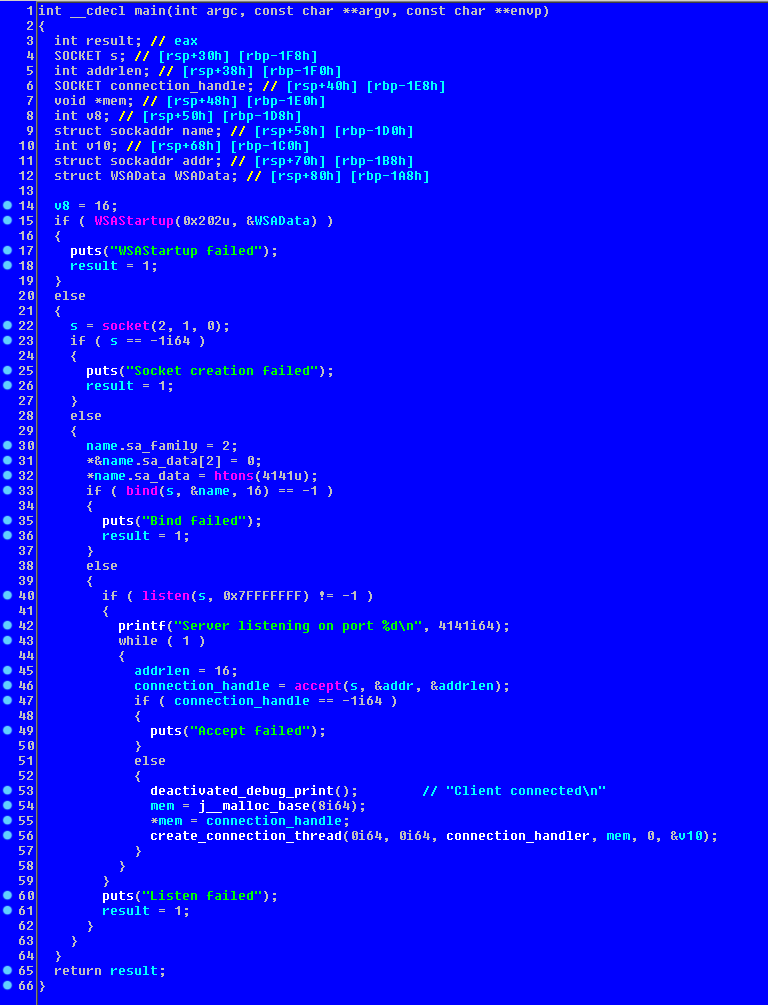 1 int __cdecl main(int argc, const char **argv, const char **envp)
2 {
3   int result; // eax
4   SOCKET s; // [rsp+30h] [rbp-1F8h]
5   int addrlen; // [rsp+38h] [rbp-1F0h]
6   SOCKET connection_handle; // [rsp+40h] [rbp-1E8h]
7   void *mem; // [rsp+48h] [rbp-1E0h]
8   int v8; // [rsp+50h] [rbp-1D8h]
9   struct sockaddr name; // [rsp+58h] [rbp-1D0h]
10   int v10; // [rsp+68h] [rbp-1C0h]
11   struct sockaddr addr; // [rsp+70h] [rbp-1B8h]
12   struct WSAData WSAData; // [rsp+80h] [rbp-1A8h]
13
14   v8 = 16;
15   if ( WSAStartup(0x202u, &WSAData) )
16   {
17     puts("WSAStartup failed");
18     result = 1;
19   }
20   else
21   {
22     s = socket(2, 1, 0);
23     if ( s == -1i64 )
24     {
25       puts("Socket creation failed");
26       result = 1;
27     }
28     else
29     {
30       name.sa_family = 2;
31       *&name.sa_data[2] = 0;
32       *name.sa_data = htons(4141u);
33       if ( bind(s, &name, 16) == -1 )
34       {
35         puts("Bind failed");
36         result = 1;
37       }
38       else
39       {
40         if ( listen(s, 0x7FFFFFFF) != -1 )
41         {
42           printf("Server listening on port %d\n", 4141i64);
43           while ( 1 )
44           {
45             addrlen = 16;
46             connection_handle = accept(s, &addr, &addrlen);
47             if ( connection_handle == -1i64 )
48             {
49               puts("Accept failed");
50             }
51             else
52             {
53               deactivated_debug_print();        // "Client connected\n"
54               mem = j__malloc_base(8i64);
55               *mem = connection_handle;
56               create_connection_thread(0i64, 0i64, connection_handler, mem, 0, &v10);
57             }
58           }
59         }
60         puts("Listen failed");
61         result = 1;
62       }
63     }
64   }
65   return result;
66 }